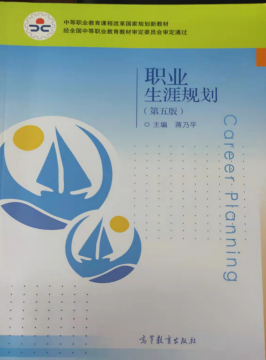 中等职业教育课程改革国家规划新教材
经全国中等职业教育教材审定委员会审定通过
职业
生涯规划
(第五版)
主编 蒋乃平
Career Planning
高等教育出版社